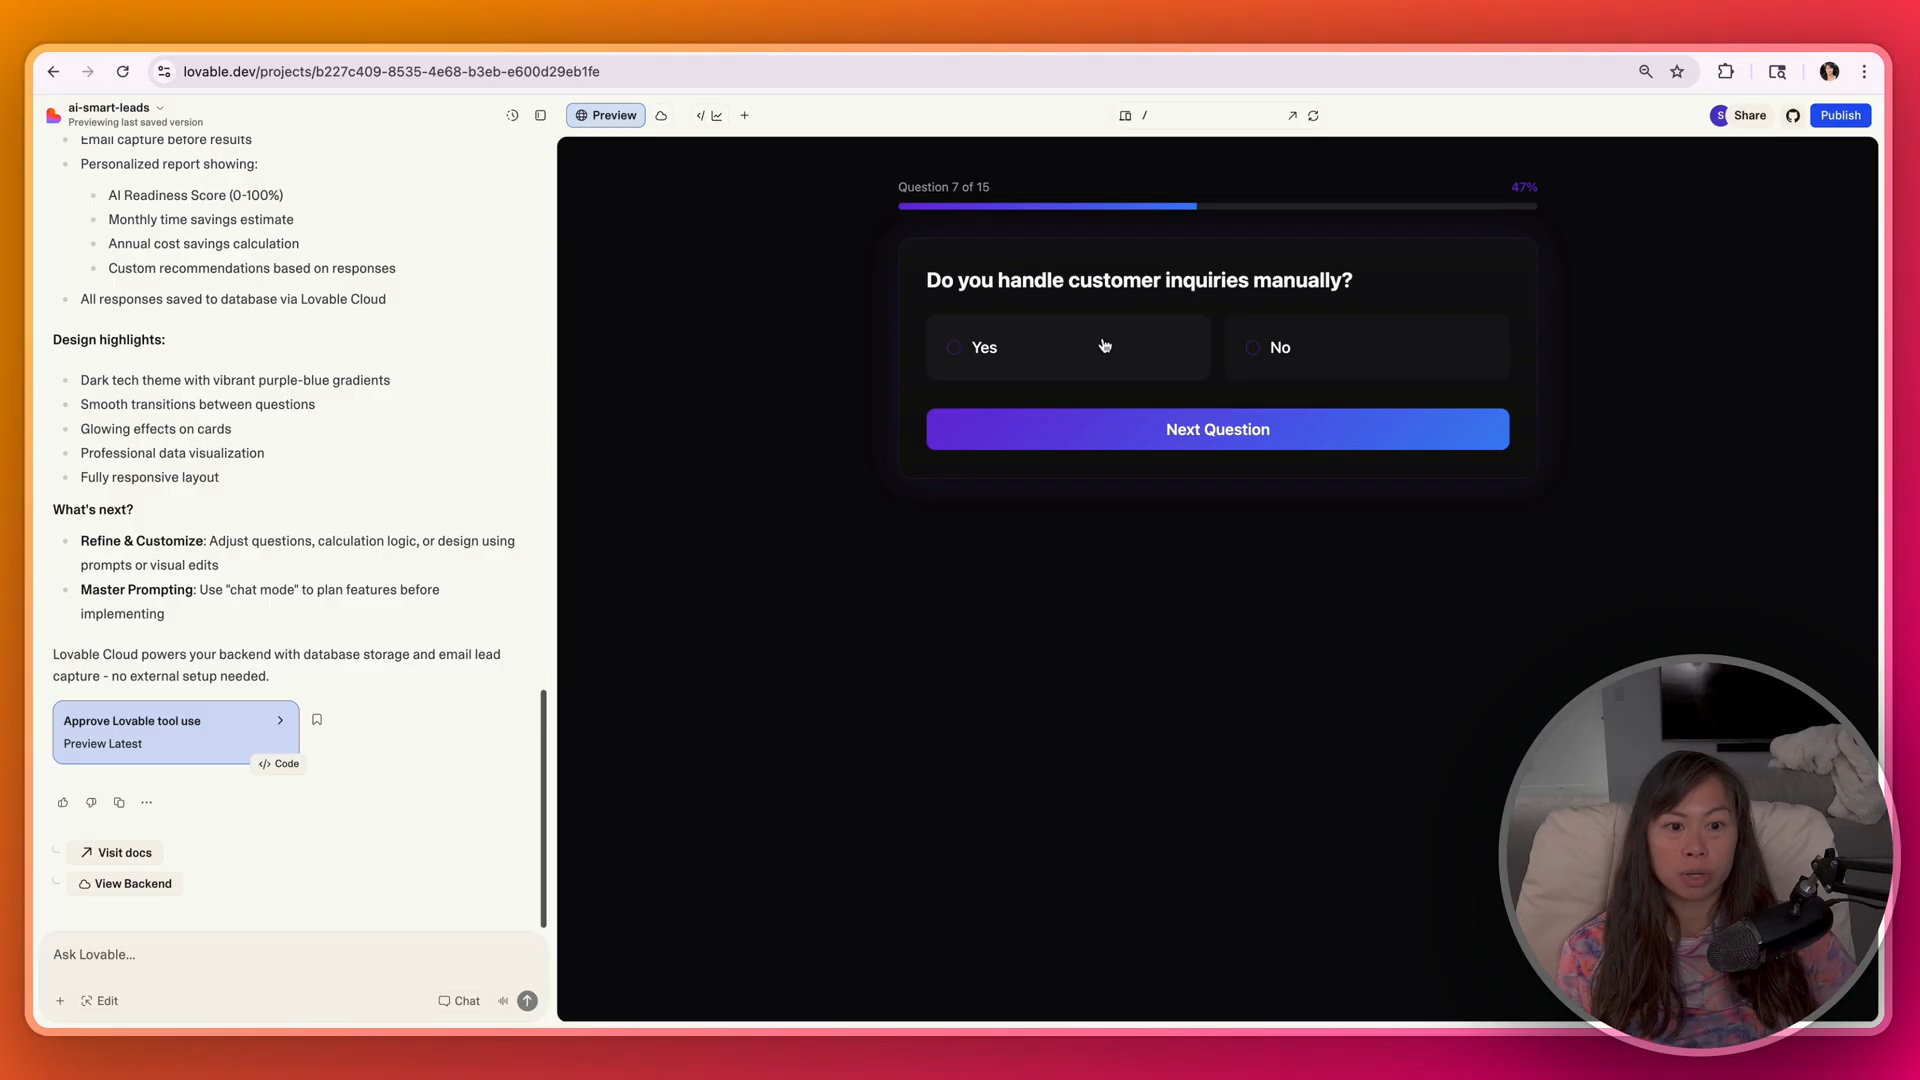 lovable.dev/projects/b227c409-8535-4e68-b3eb-e600d29eb1fe
ai-smart-leads
Previewing last saved version
Preview
/
S
Share
Publish
Email capture before results
Personalized report showing:
AI Readiness Score (0-100%)
Monthly time savings estimate
Annual cost savings calculation
Custom recommendations based on responses
All responses saved to database via Lovable Cloud
Design highlights:
Dark tech theme with vibrant purple-blue gradients
Smooth transitions between questions
Glowing effects on cards
Professional data visualization
Fully responsive layout
What's next?
Refine & Customize: Adjust questions, calculation logic, or design using
prompts or visual edits
Master Prompting: Use "chat mode" to plan features before
implementing
Lovable Cloud powers your backend with database storage and email lead
capture - no external setup needed.
Approve Lovable tool use
Preview Latest
Code
Visit docs
View Backend
Ask Lovable...
Edit
Chat
Question 7 of 15
47%
Do you handle customer inquiries manually?
Yes
No
Next Question